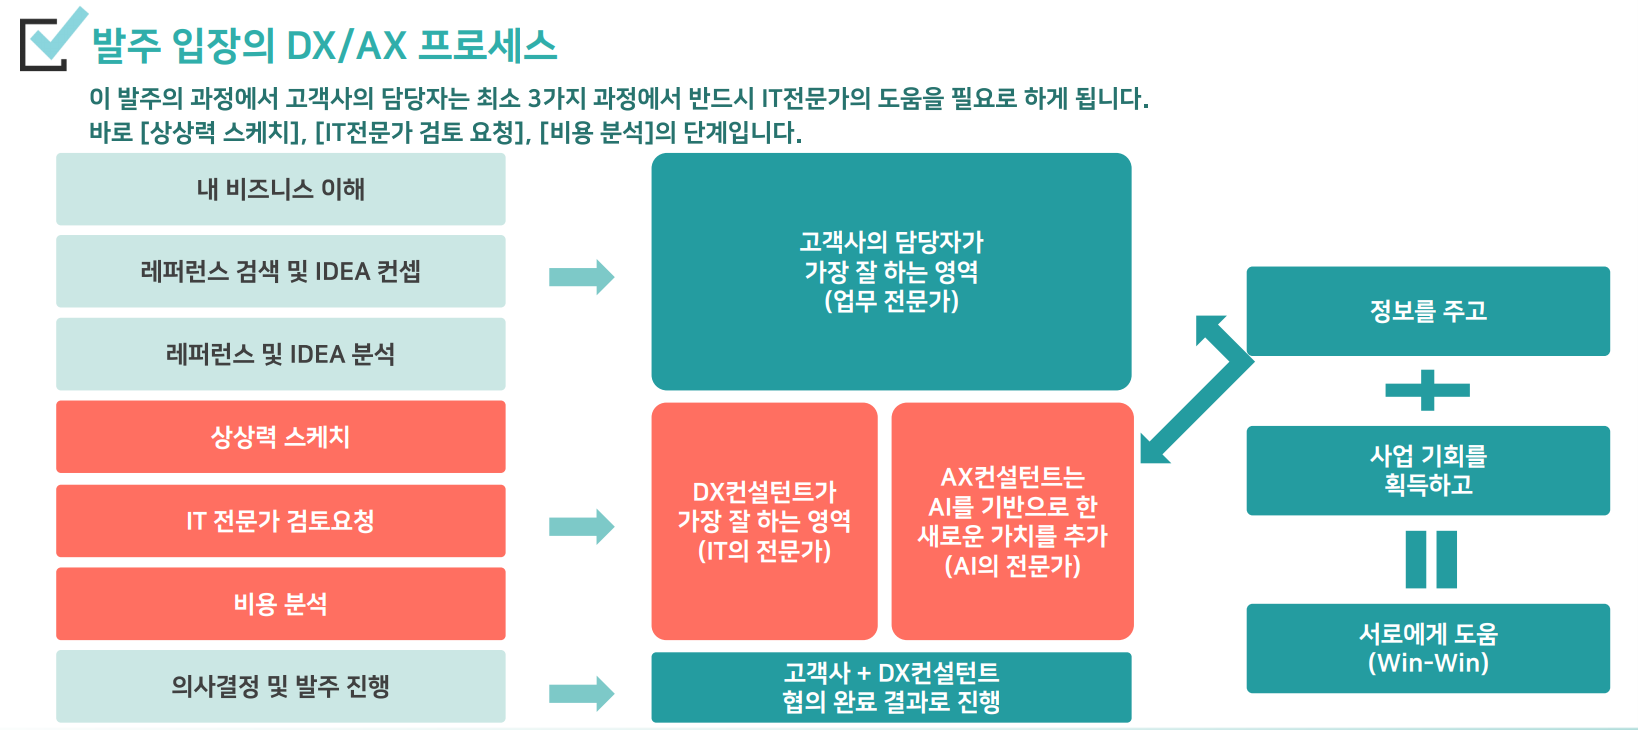 발주 입장의 DX/AX 프로세스
이 발주의 과정에서 고객사의 담당자는 최소 3가지 과정에서 반드시 IT전문가의 도움을 필요로 하게 됩니다.
바로 [상상력 스케치], [IT전문가 검토 요청], [비용 분석]의 단계입니다.
내 비즈니스 이해
레퍼런스 검색 및 IDEA 컨셉
레퍼런스 및 IDEA 분석
상상력 스케치
IT 전문가 검토요청
비용 분석
의사결정 및 발주 진행
고객사의 담당자가
가장 잘 하는 영역
(업무 전문가)
DX컨설턴트가
가장 잘 하는 영역
(IT의 전문가)
AX컨설턴트는
AI를 기반으로 한
새로운 가치를 추가
(AI의 전문가)
고객사 + DX컨설턴트
협의 완료 결과로 진행
정보를 주고
사업 기회를
획득하고
서로에게 도움
(Win-Win)